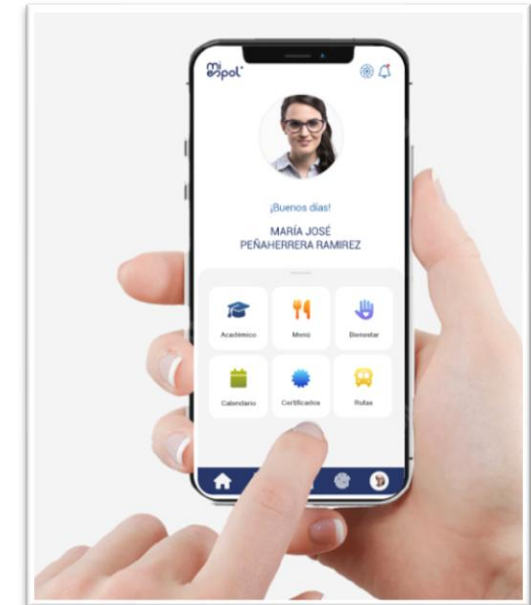 mi
espol
¡Buenos días!
MARÍA JOSÉ
PEÑAHERRERA RAMIREZ
Académico
Menú
Bienestar
Calendario
Certificados
Rutas